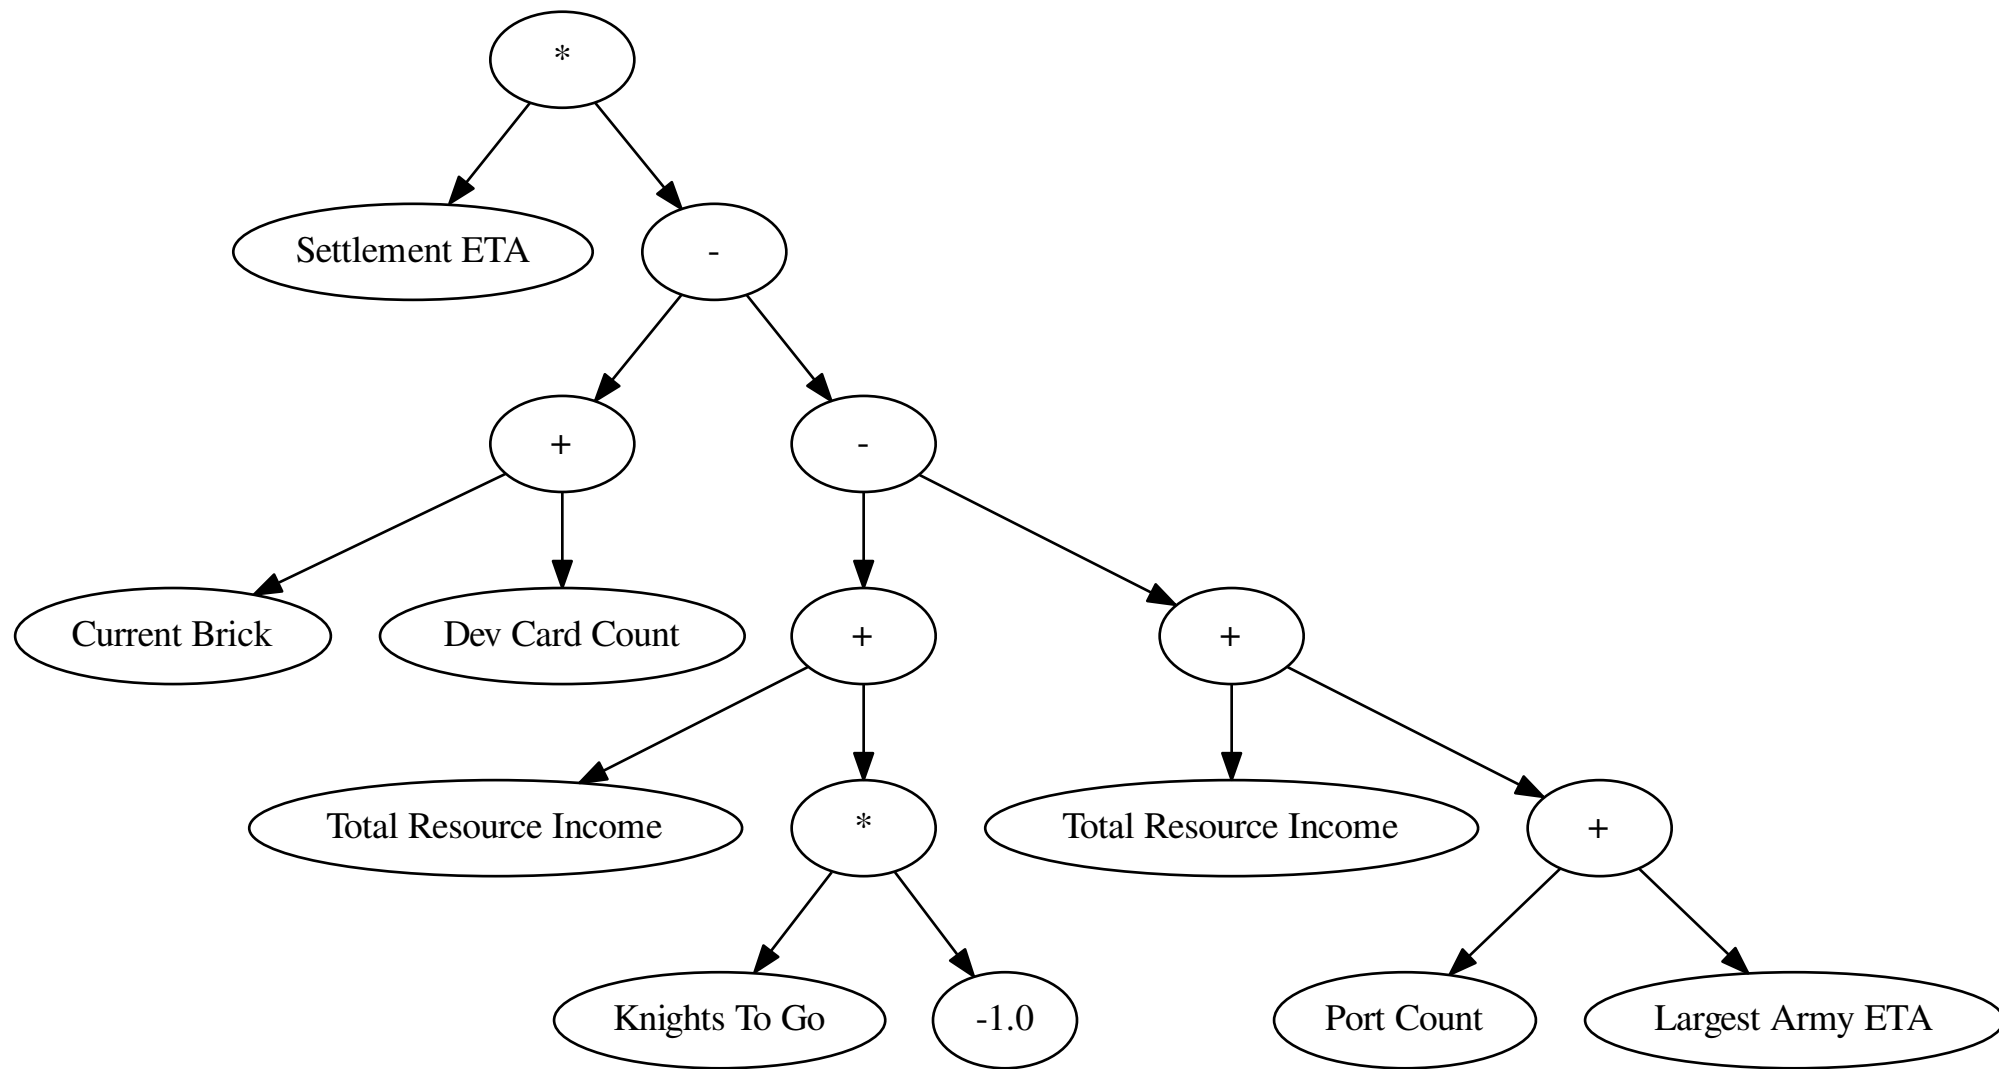 *
Settlement ETA
-
+
-
Current Brick
Dev Card Count
+
+
Total Resource Income
*
Total Resource Income
+
Knights To Go
-1.0
Port Count
Largest Army ETA